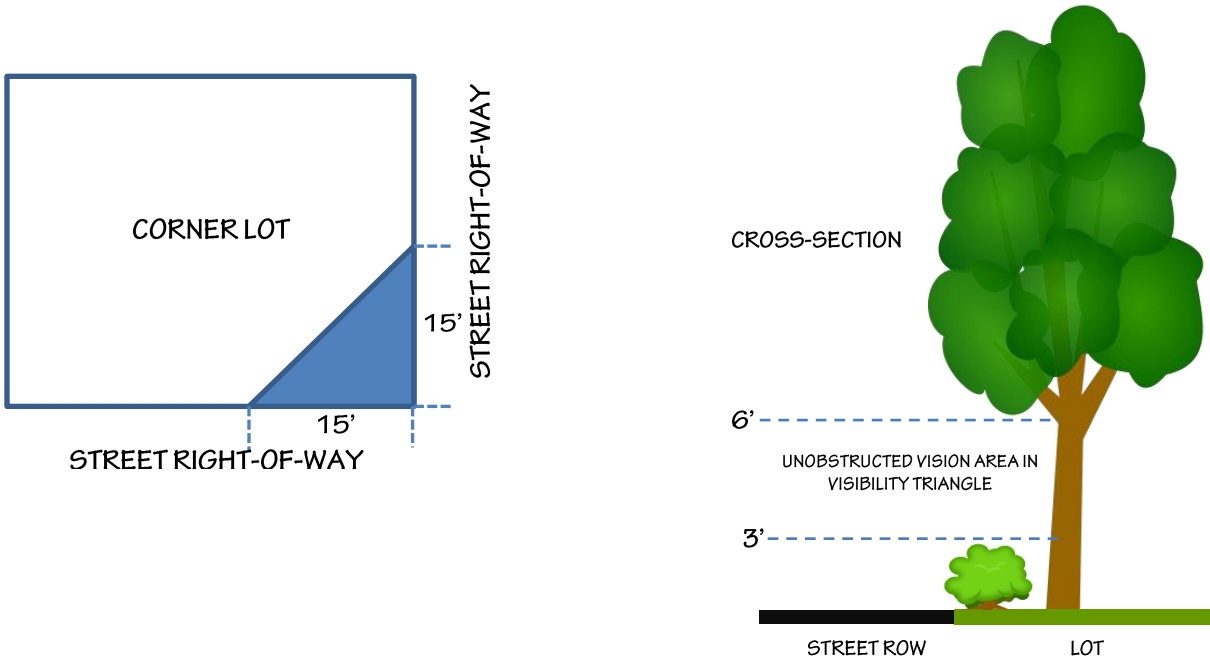 CORNER LOT
STREET RIGHT-OF-WAY
15'
15'
STREET RIGHT-OF-WAY
CROSS-SECTION
6'
UNOBSTRUCTED VISION AREA IN
VISIBILITY TRIANGLE
3'
STREET ROW
LOT